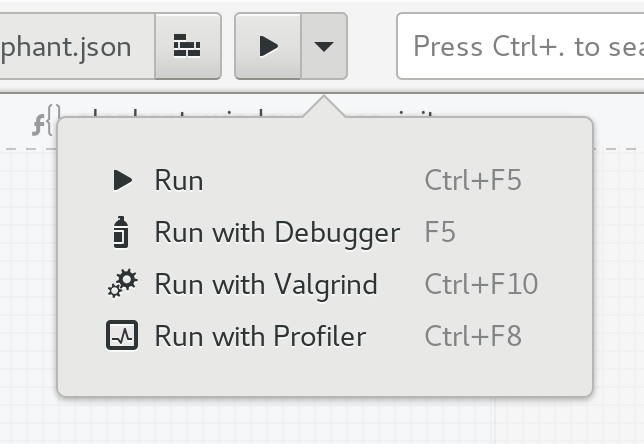 phant.json
Press Ctrl+. to sea
Run Ctrl+F5
Run with Debugger F5
Run with Valgrind Ctrl+F10
Run with Profiler Ctrl+F8